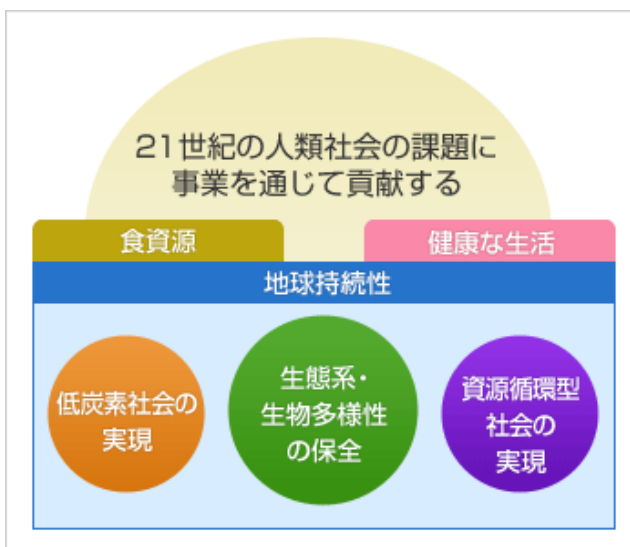 21世紀の人類社会の課題に
事業を通じて貢献する
食資源
健康な生活
地球持続性
低炭素社会の
実現
生態系・
生物多様性
の保全
資源循環型
社会の
実現